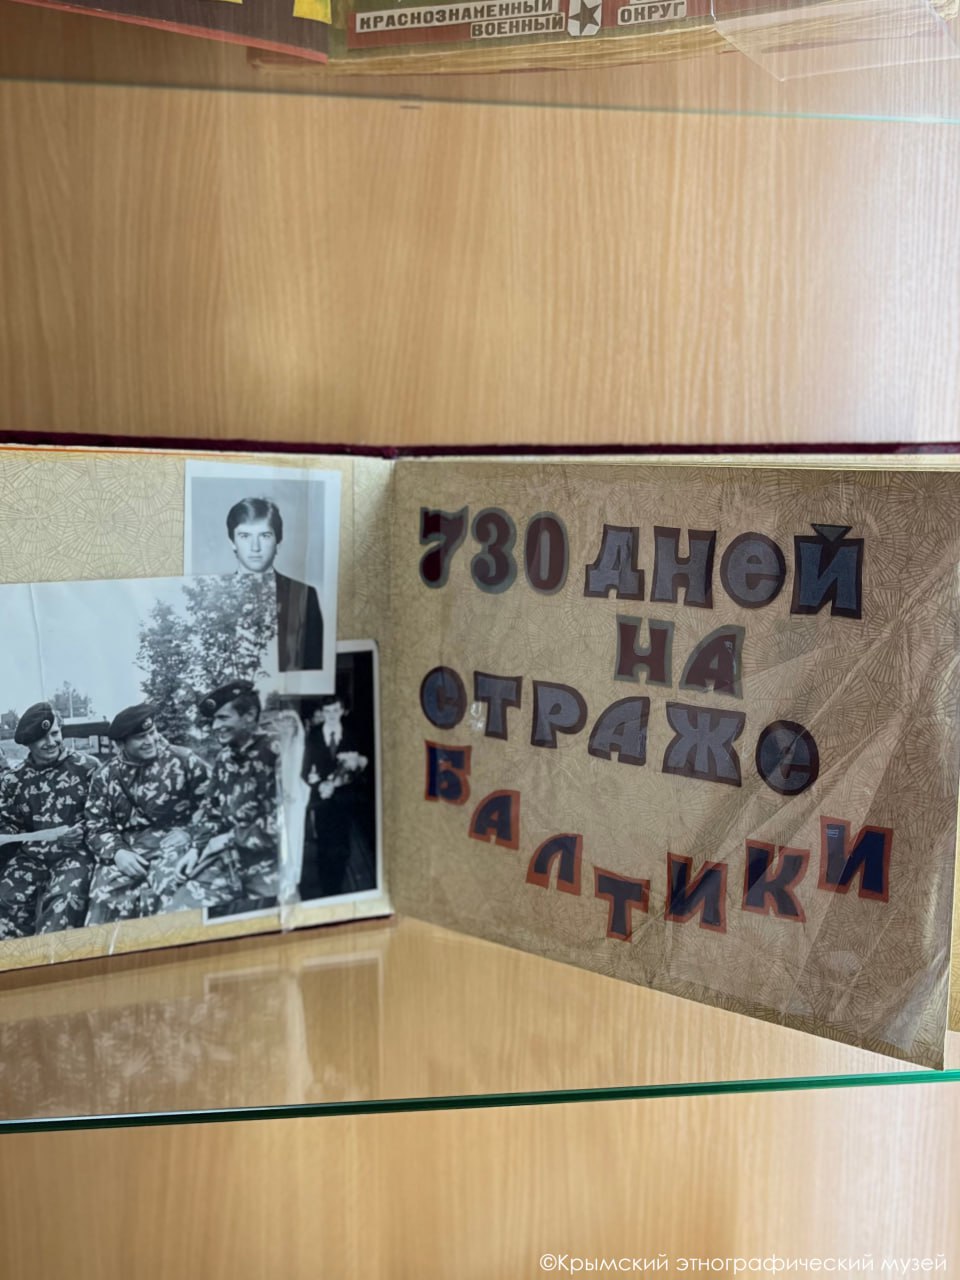 КРАСНОЗНАМЕННЫЙ
ВОЕННЫЙ
ОКРУГ
730 ДНЕЙ
НА
СТРАЖЕ
БАЛТИКИ
©Крымский этнографический музей